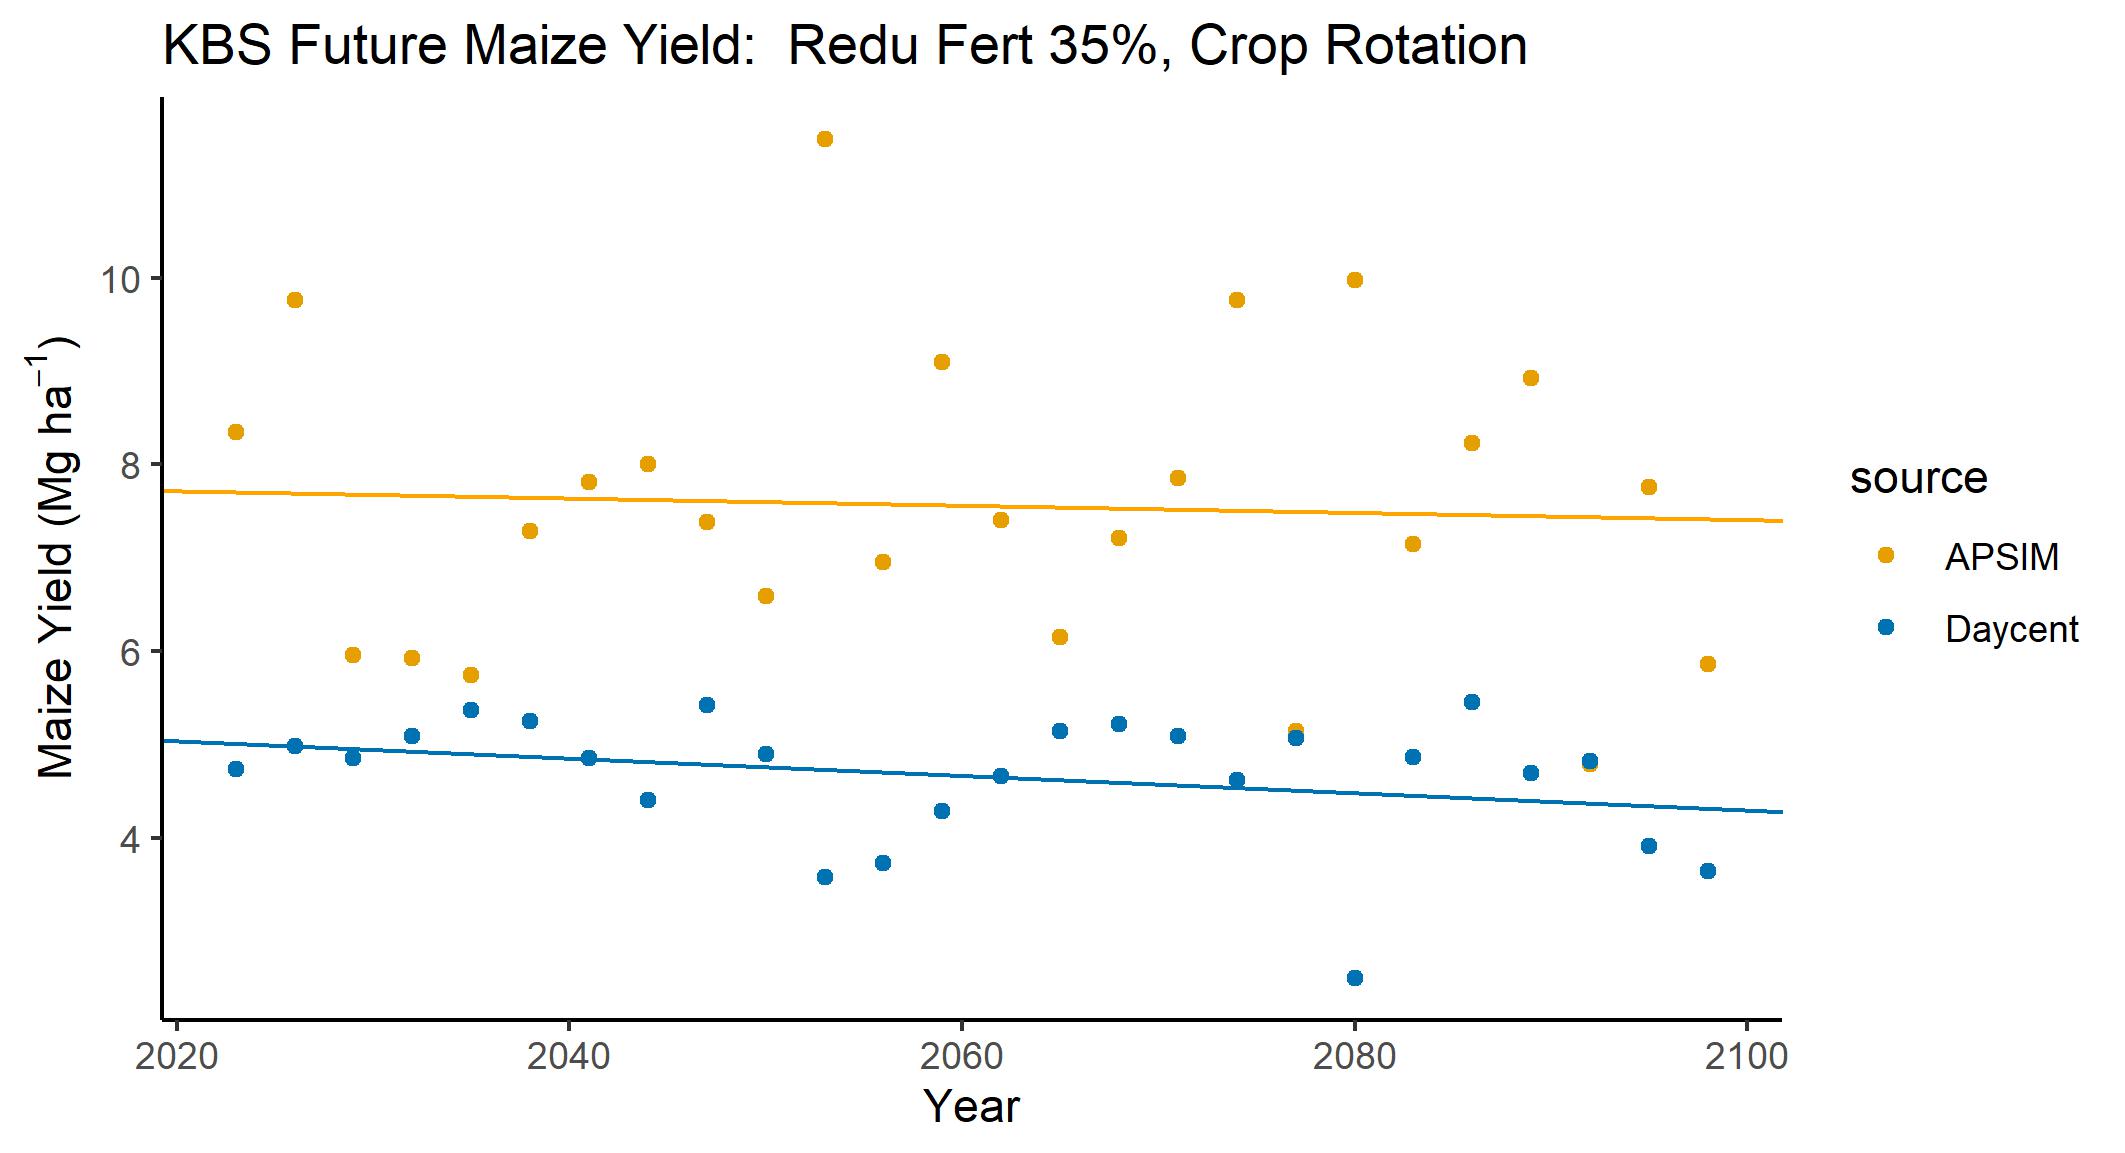 KBS Future Maize Yield:  Redu Fert 35%, Crop Rotation
Maize Yield (Mg ha⁻¹)
10
8
6
4
2020 2040 2060 2080 2100
Year
source
APSIM
Daycent